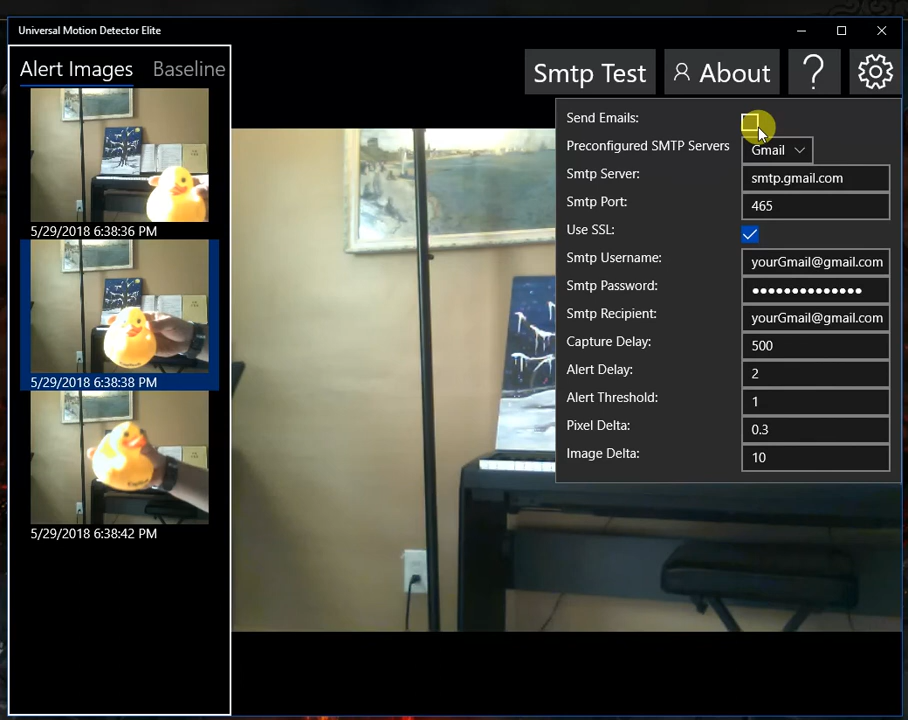 Universal Motion Detector Elite
Alert Images Baseline
Smtp Test About ?
5/29/2018 6:38:36 PM
5/29/2018 6:38:38 PM
5/29/2018 6:38:42 PM
Send Emails:
Preconfigured SMTP Servers Gmail
Smtp Server: smtp.gmail.com
Smtp Port: 465
Use SSL:
Smtp Username: yourGmail@gmail.com
Smtp Password: ••••••••••••••
Smtp Recipient: yourGmail@gmail.com
Capture Delay: 500
Alert Delay: 2
Alert Threshold: 1
Pixel Delta: 0.3
Image Delta: 10